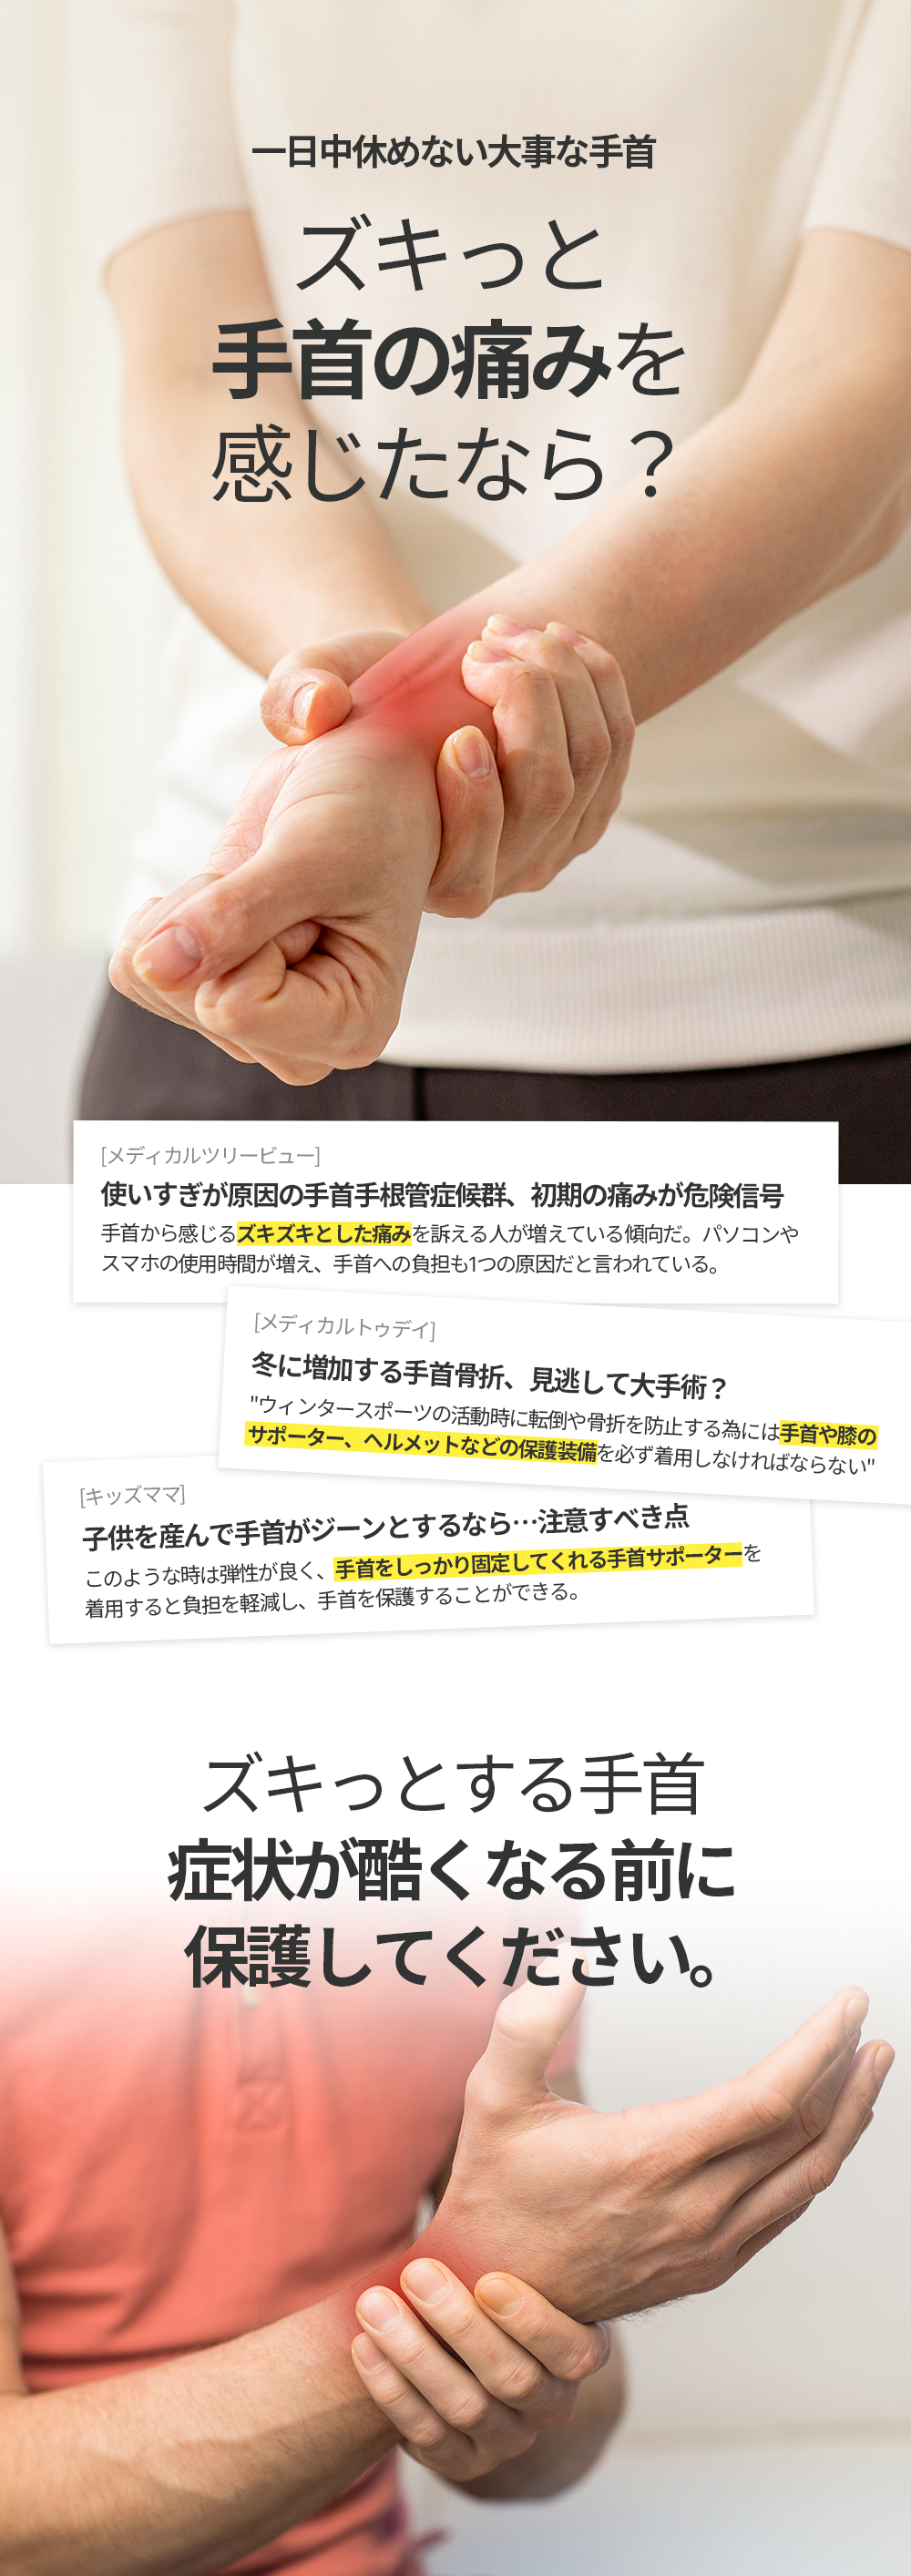 一日中休めない大事な手首
ズキっと
手首の痛みを
感じたなら？
[メディカルツリービュー]
使いすぎが原因の手首手根管症候群、初期の痛みが危険信号
手首から感じるズキズキとした痛みを訴える人が増えている傾向だ。パソコンや
スマホの使用時間が増え、手首への負担も1つの原因だと言われている。
[メディカルトゥデイ]
冬に増加する手首骨折、見逃して大手術？
"ウィンタースポーツの活動時に転倒や骨折を防止する為には手首や膝の
サポーター、ヘルメットなどの保護装備を必ず着用しなければならない"
[キッズママ]
子供を産んで手首がジーンとするなら…注意すべき点
このような時は弾性が良く、手首をしっかり固定してくれる手首サポーターを
着用すると負担を軽減し、手首を保護することができる。
ズキっとする手首
症状が酷くなる前に
保護してください。